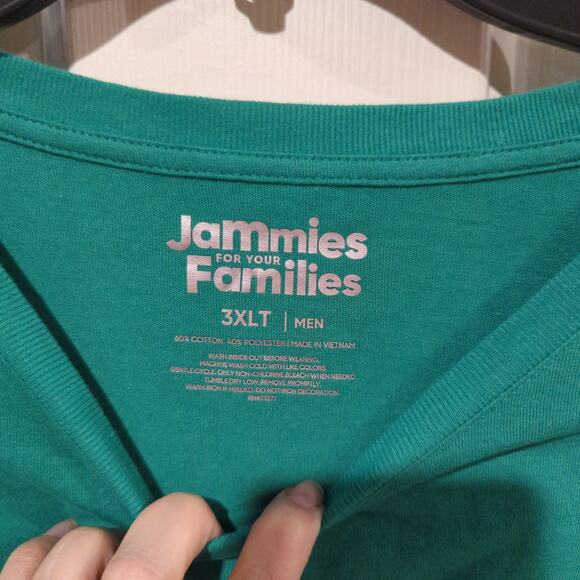 Jammies
FOR YOUR
Families
3XLT | MEN
60% COTTON, 40% POLYESTER | MADE IN VIETNAM
WASH INSIDE OUT BEFORE WEARING,
MACHINE WASH COLD WITH LIKE COLORS,
GENTLE CYCLE, ONLY NON-CHLORINE BLEACH WHEN NEEDED
TUMBLE DRY LOW, REMOVE PROMPTLY,
WARM IRON IF NEEDED. DO NOT IRON DECORATION.